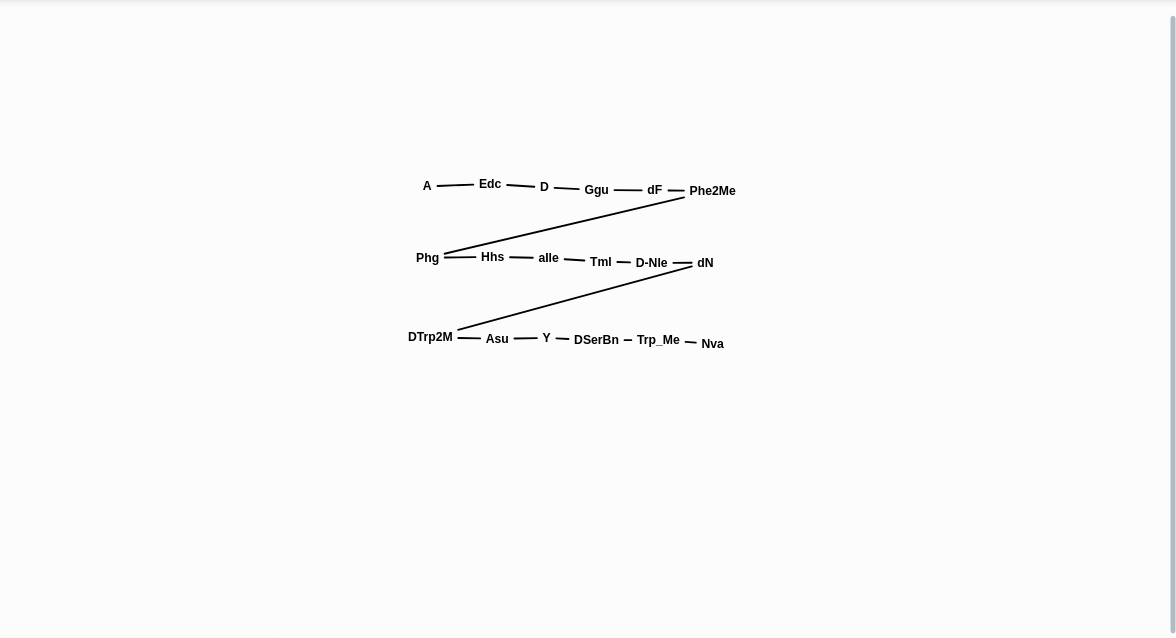 A Edc D Ggu dF Phe2Me
Phg Hhs aIle Tml D-Nle dN
DTrp2M Asu Y DSerBn Trp_Me Nva